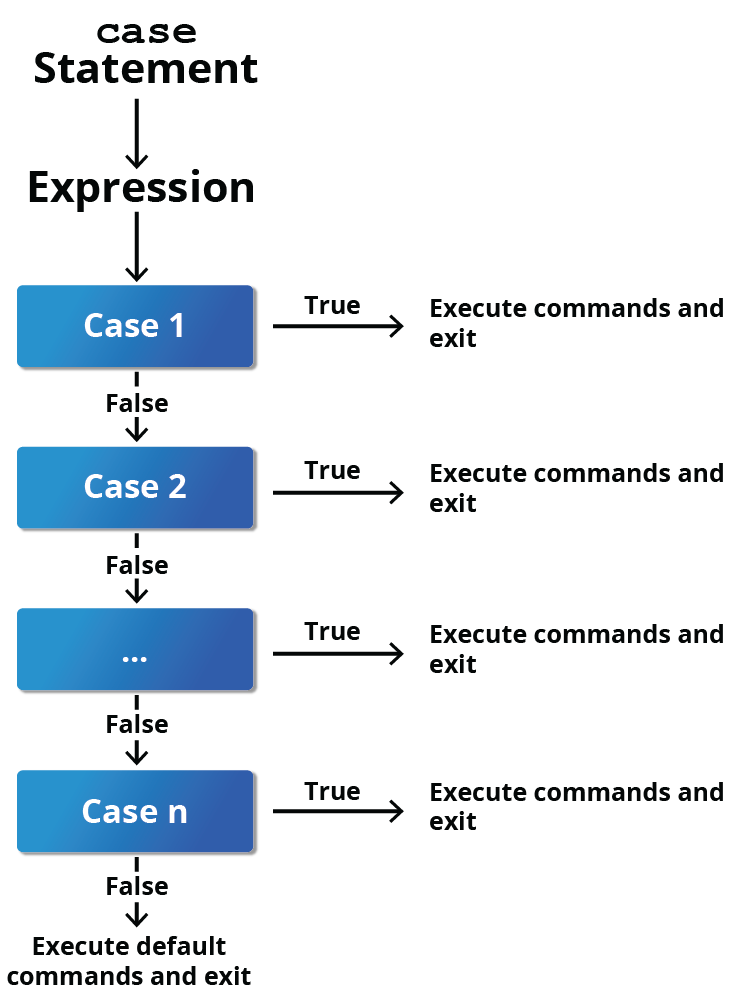 case
Statement
Expression
Case 1
True
Execute commands and
exit
False
Case 2
True
Execute commands and
exit
False
...
True
Execute commands and
exit
False
Case n
True
Execute commands and
exit
False
Execute default
commands and exit